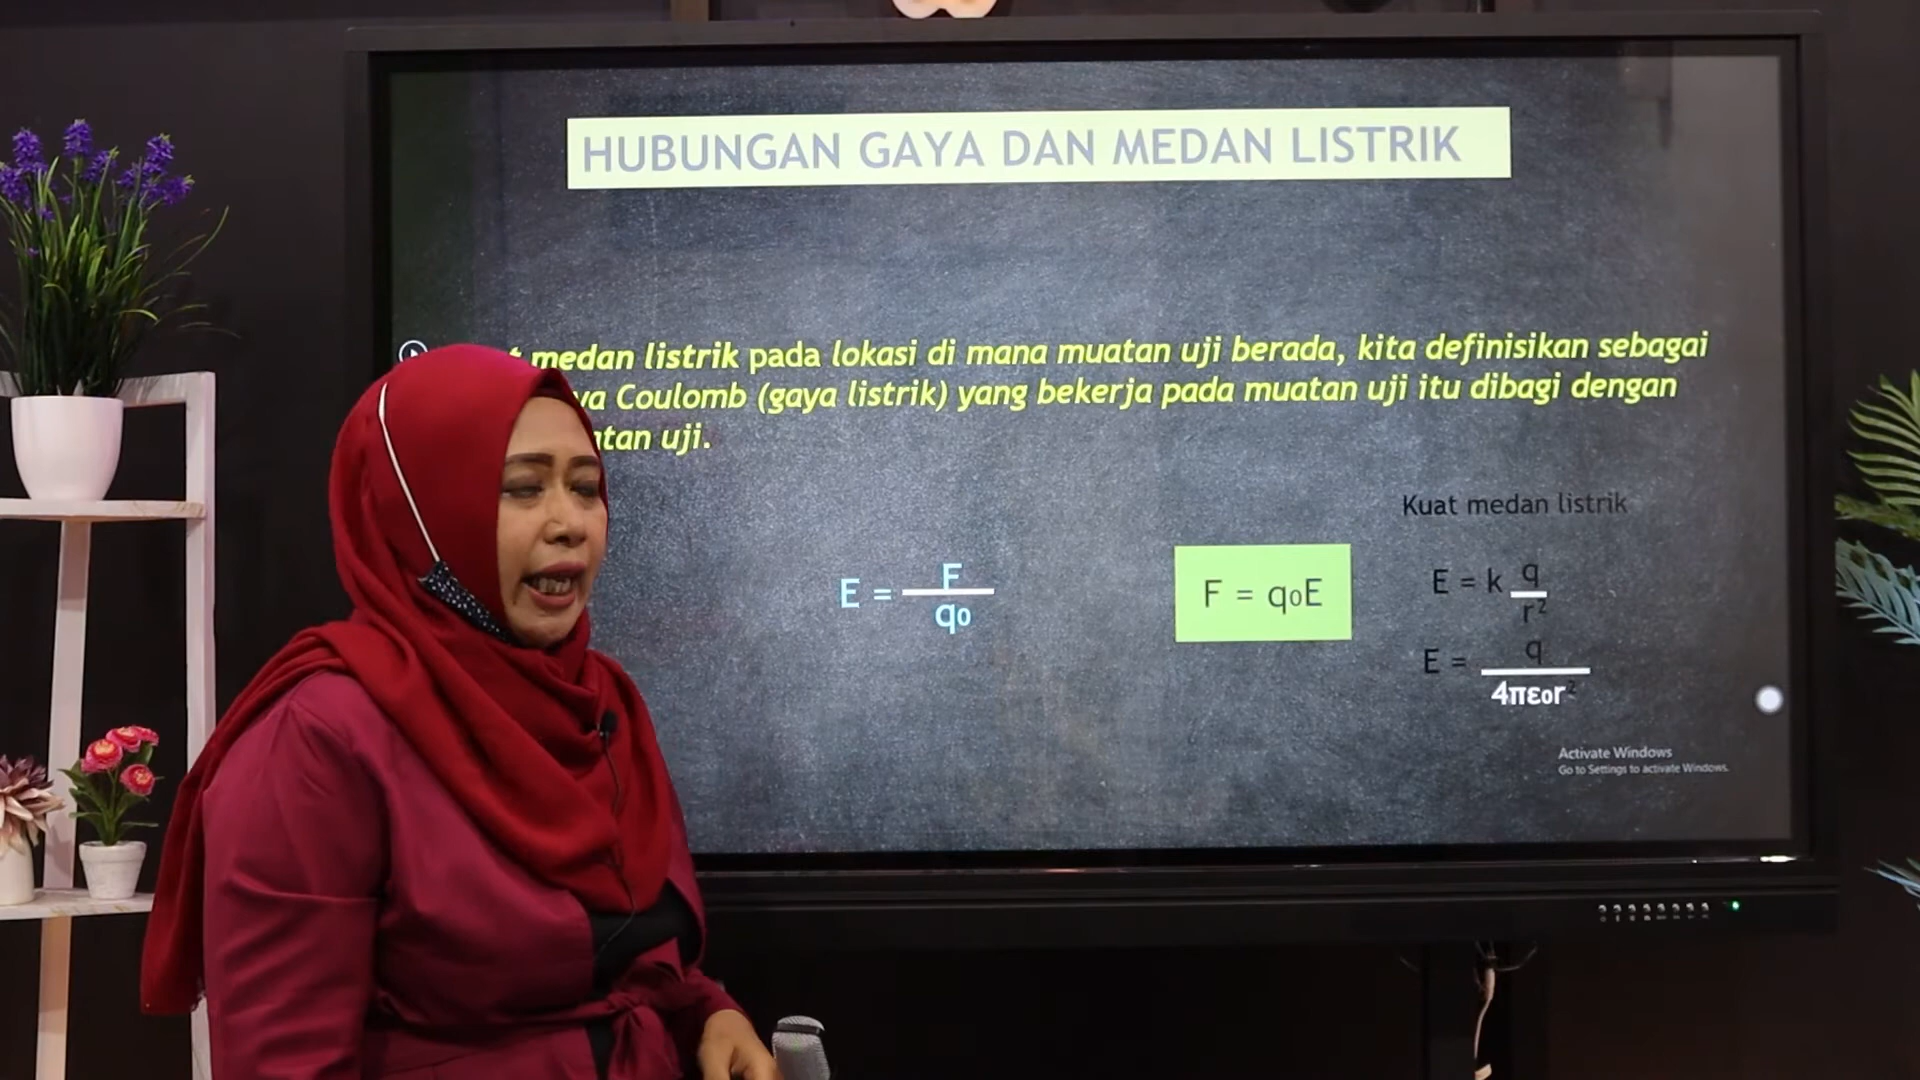 HUBUNGAN GAYA DAN MEDAN LISTRIK
medan listrik pada lokasi di mana muatan uji berada, kita definisikan sebagai
Coulomb (gaya listrik) yang bekerja pada muatan uji itu dibagi dengan
uji.
Kuat medan listrik
E = F / q₀
F = q₀E
E = k q / r²
E = q / 4πε₀r²
Activate Windows
Go to Settings to activate Windows.